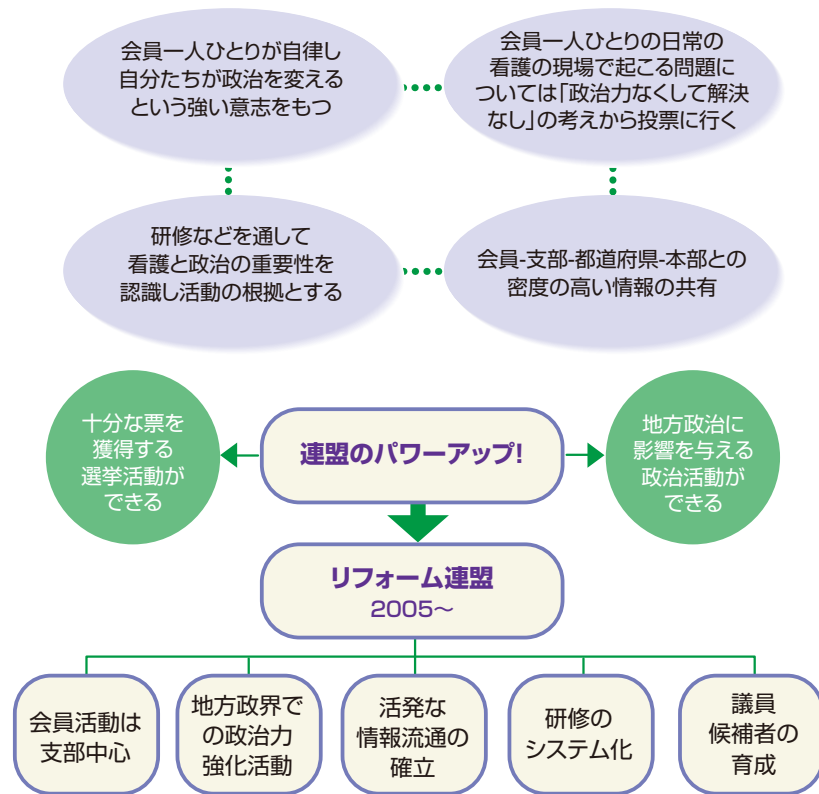 会員一人ひとりが自律し
自分たちが政治を変える
という強い意志をもつ
会員一人ひとりの日常の
看護の現場で起こる問題に
ついては「政治力なくして解決
なし」の考えから投票に行く
研修などを通して
看護と政治の重要性を
認識し活動の根拠とする
会員-支部-都道府県-本部との
密度の高い情報の共有
十分な票を
獲得する
選挙活動が
できる
連盟のパワーアップ!
地方政治に
影響を与える
政治活動が
できる
リフォーム連盟
2005〜
会員活動は
支部中心
地方政界で
の政治力
強化活動
活発な
情報流通の
確立
研修の
システム化
議員
候補者の
育成